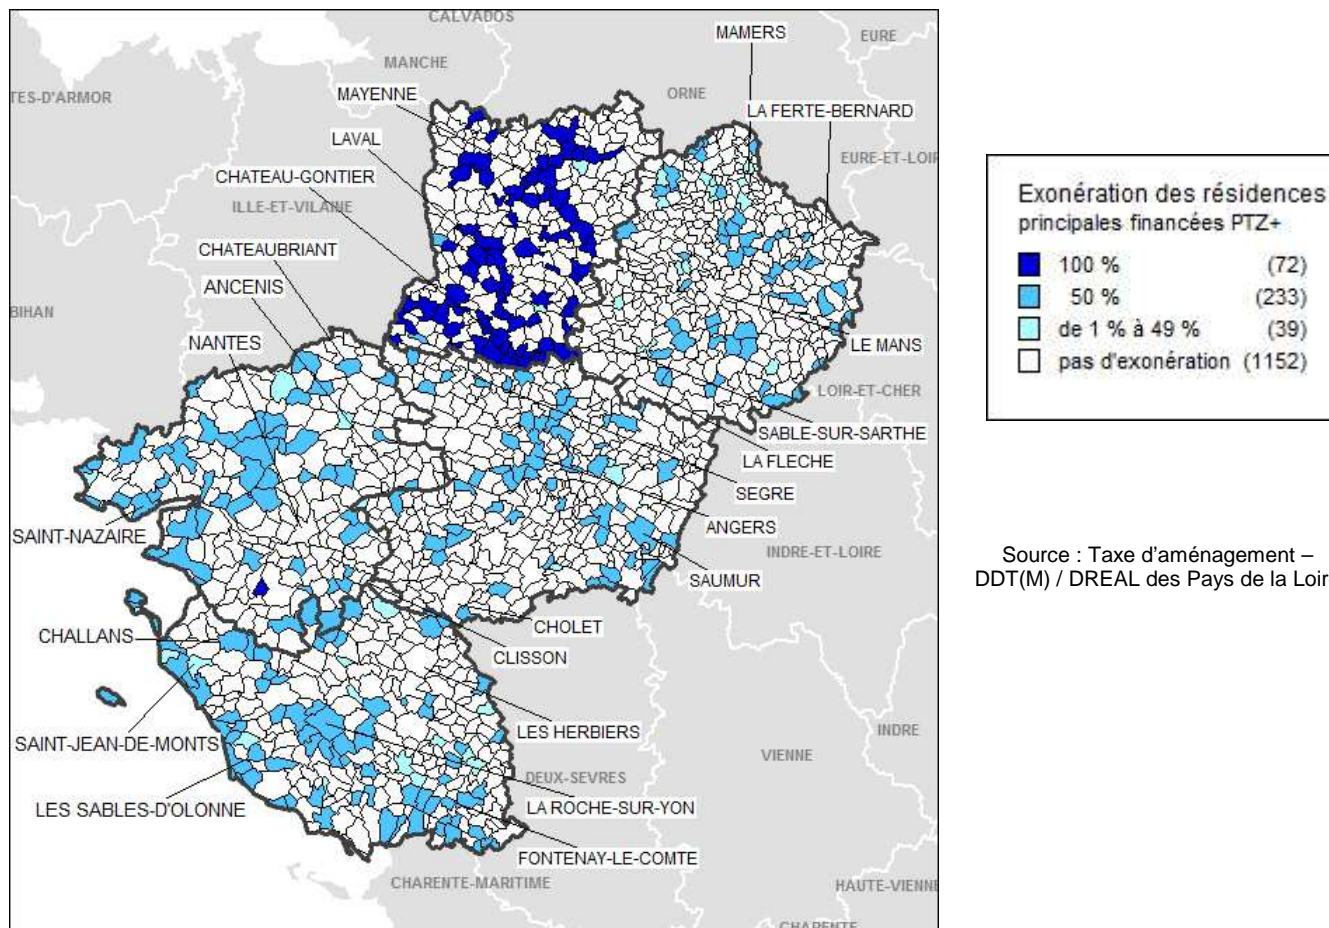 CALVADOS
MAMERS
EURE
MANCHE
MAYENNE
ORNE
TES-D'ARMOR
LA FERTE-BERNARD
LAVAL
EURE-ET-LOIR
CHATEAU-GONTIER
ILLE-ET-VILAINE
CHATEAUBRIANT
ANCENIS
BIHAN
NANTES
LE MANS
LOIR-ET-CHER
SABLE-SUR-SARTHE
LA FLECHE
SEGRE
ANGERS
SAINT-NAZAIRE
INDRE-ET-LOIRE
SAUMUR
CHOLET
CHALLANS
CLISSON
LES HERBIERS
INDRE
SAINT-JEAN-DE-MONTS
VIENNE
DEUX-SEVRES
LES SABLES-D'OLONNE
LA ROCHE-SUR-YON
FONTENAY-LE-COMTE
CHARENTE-MARITIME
HAUTE-VIENNE
CHARENTE
Exonération des résidences
principales financées PTZ+
100 % (72)
50 % (233)
de 1 % à 49 % (39)
pas d'exonération (1152)
Source : Taxe d'aménagement –
DDT(M) / DREAL des Pays de la Loir